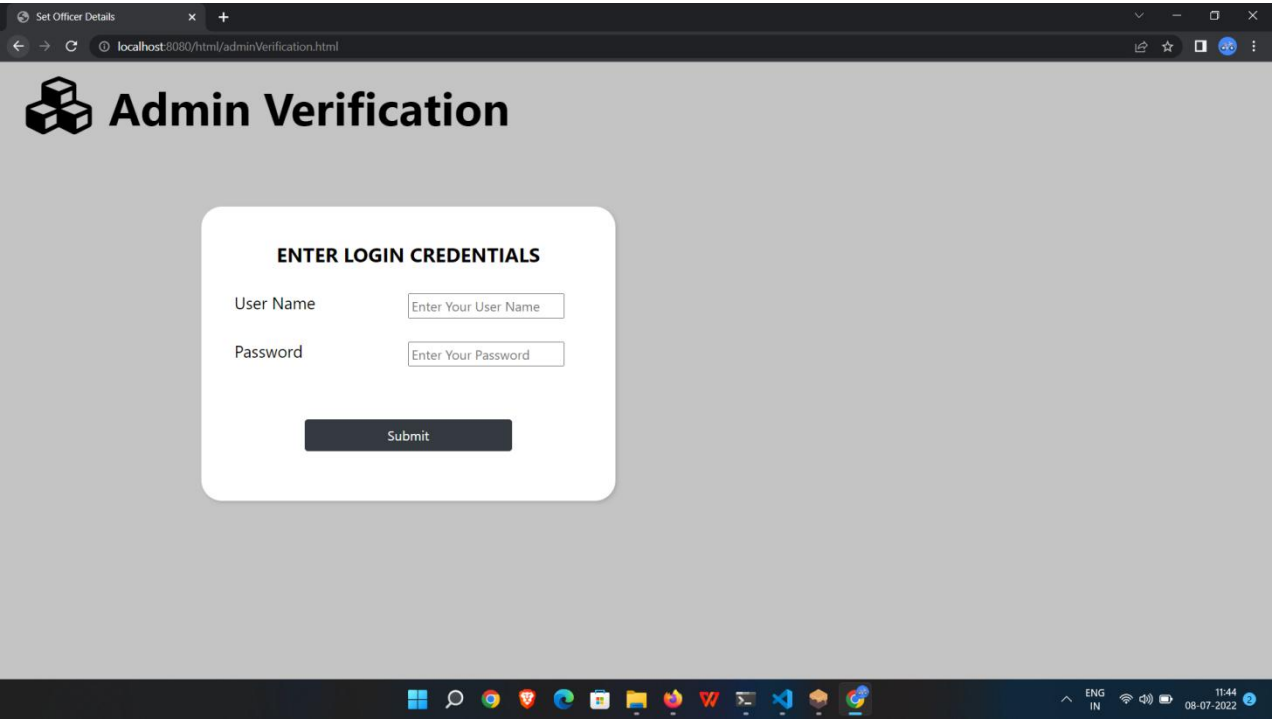 Set Officer Details
localhost:8080/html/adminVerification.html
Admin Verification
ENTER LOGIN CREDENTIALS
User Name Enter Your User Name
Password Enter Your Password
Submit
ENG 11:44
IN 08-07-2022 2